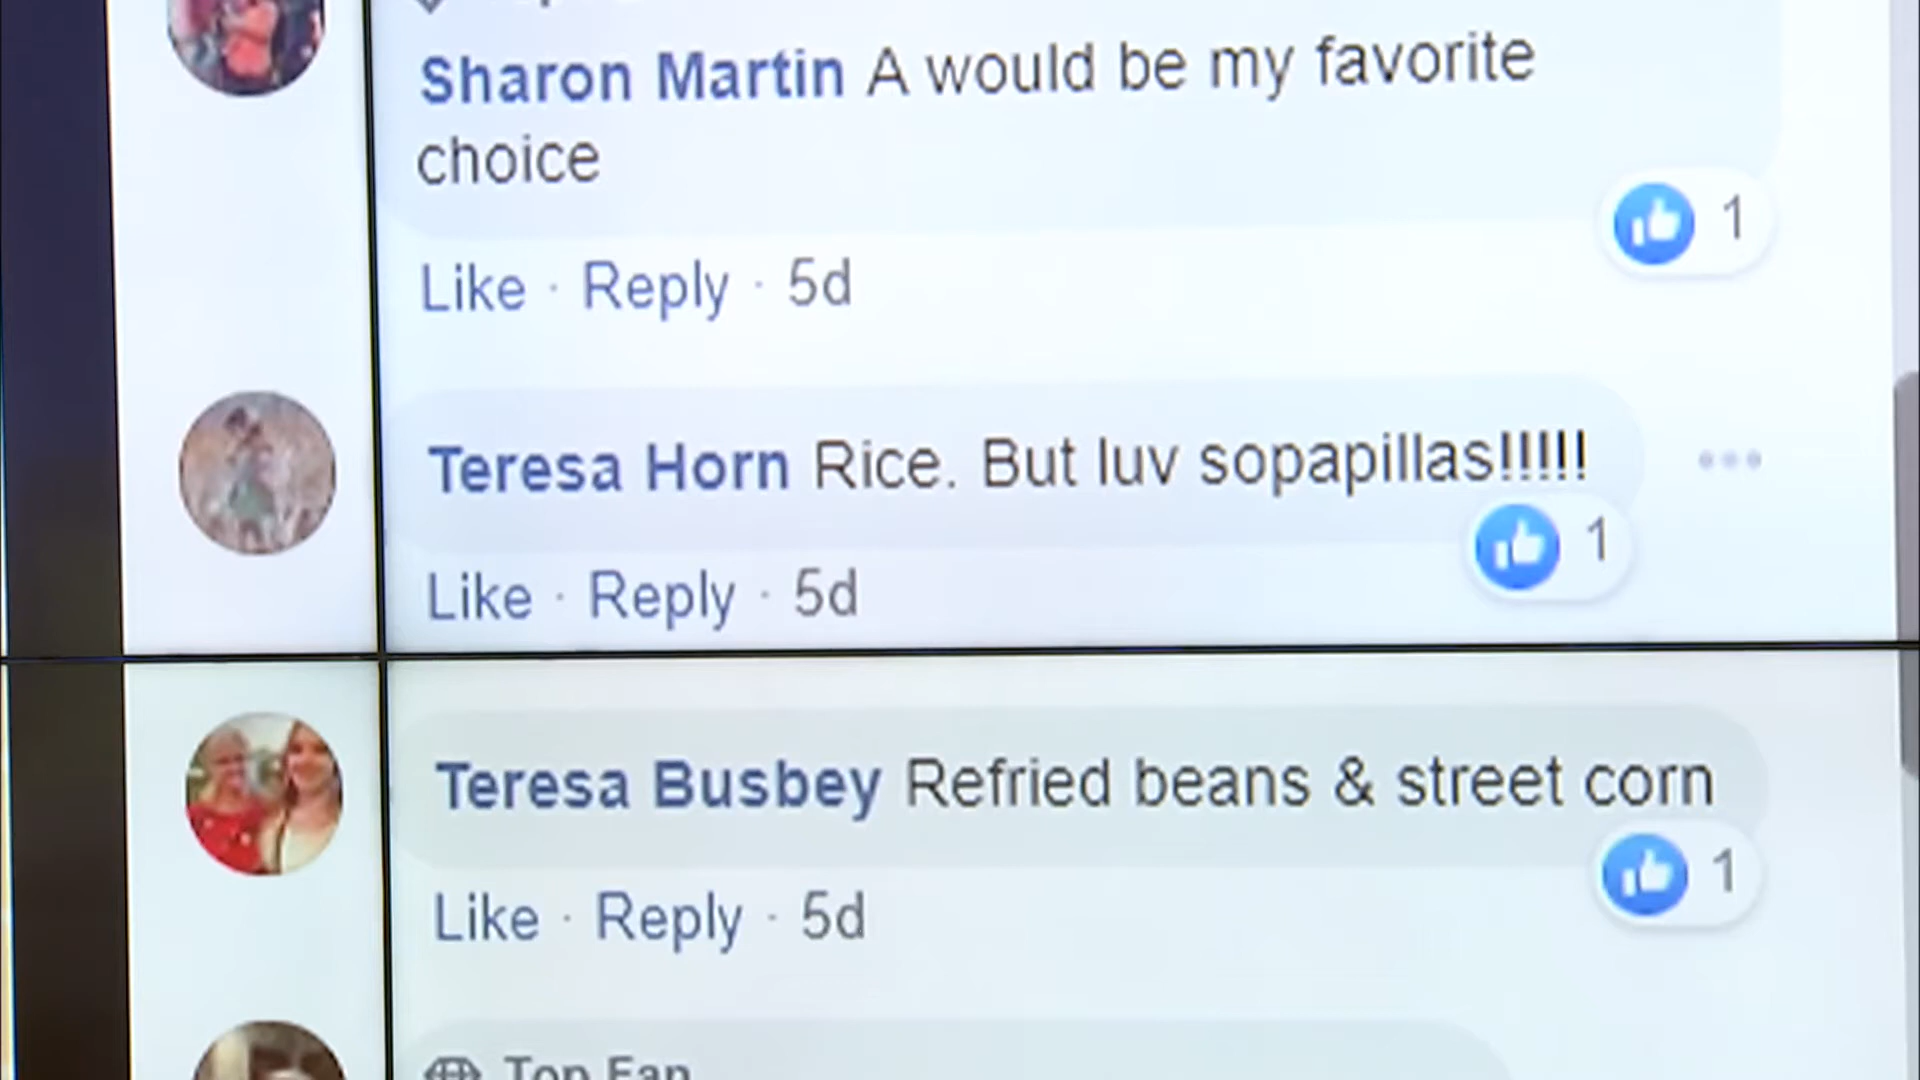 Sharon Martin A would be my favorite
choice
1
Like · Reply · 5d
Teresa Horn Rice. But luv sopapillas!!!!!
1
Like · Reply · 5d
Teresa Busbey Refried beans & street corn
1
Like · Reply · 5d
Top Fan